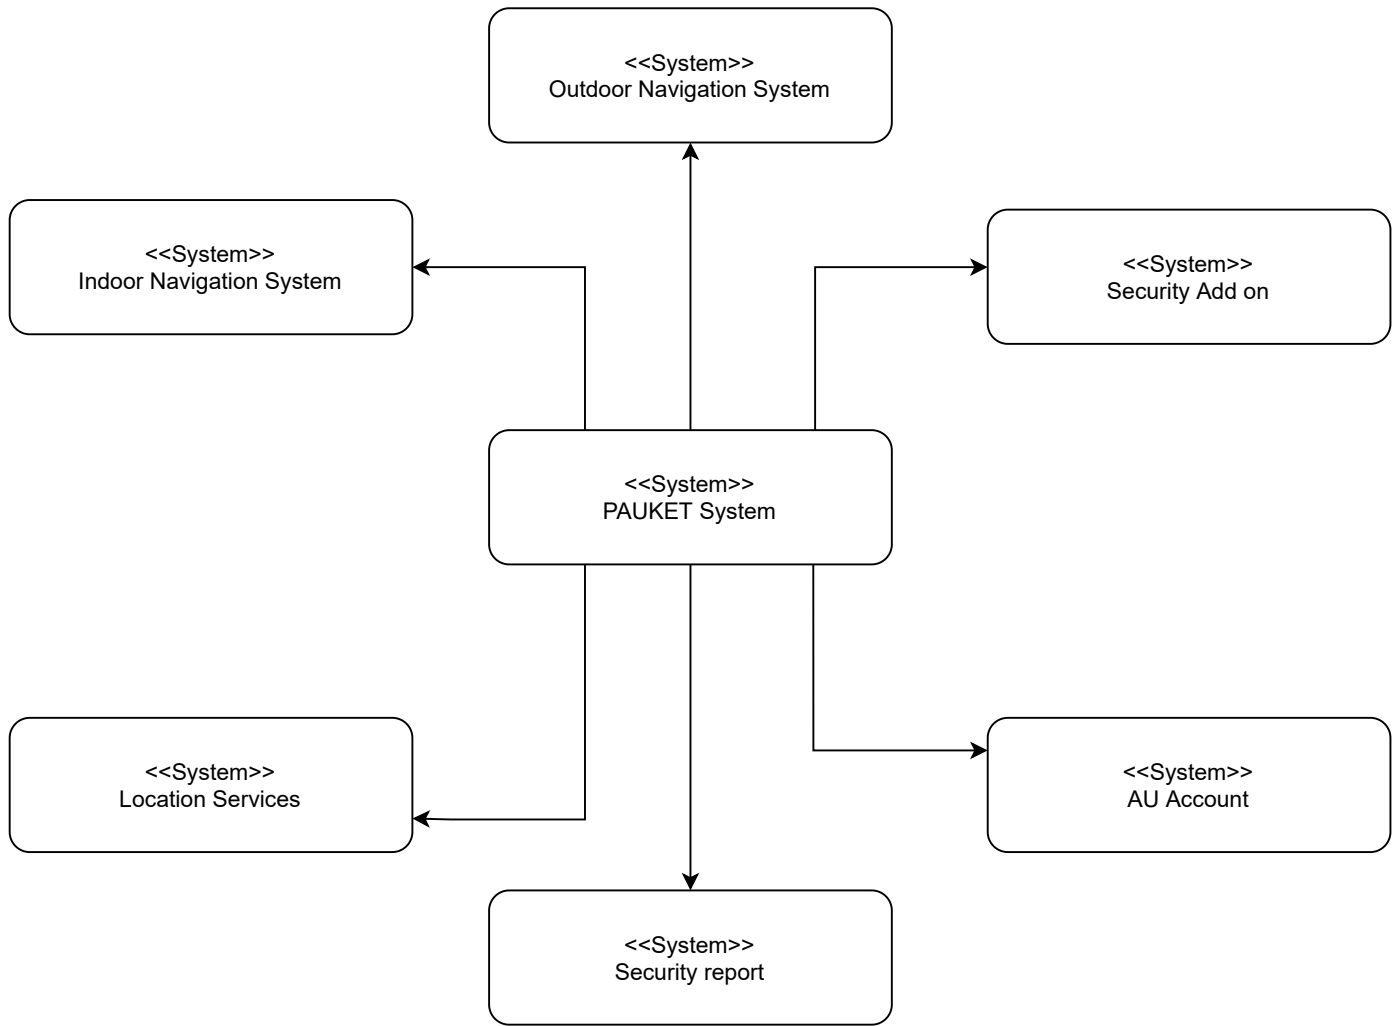 <<System>>
Outdoor Navigation System
<<System>>
Indoor Navigation System
<<System>>
Security Add on
<<System>>
PAUKET System
<<System>>
Location Services
<<System>>
AU Account
<<System>>
Security report